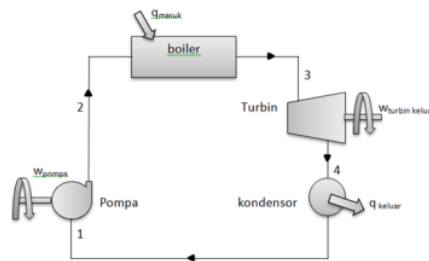 qmasuk
boiler
3
2
Turbin
wturbin keluar
4
wpompa
Pompa
kondensor
q keluar
1